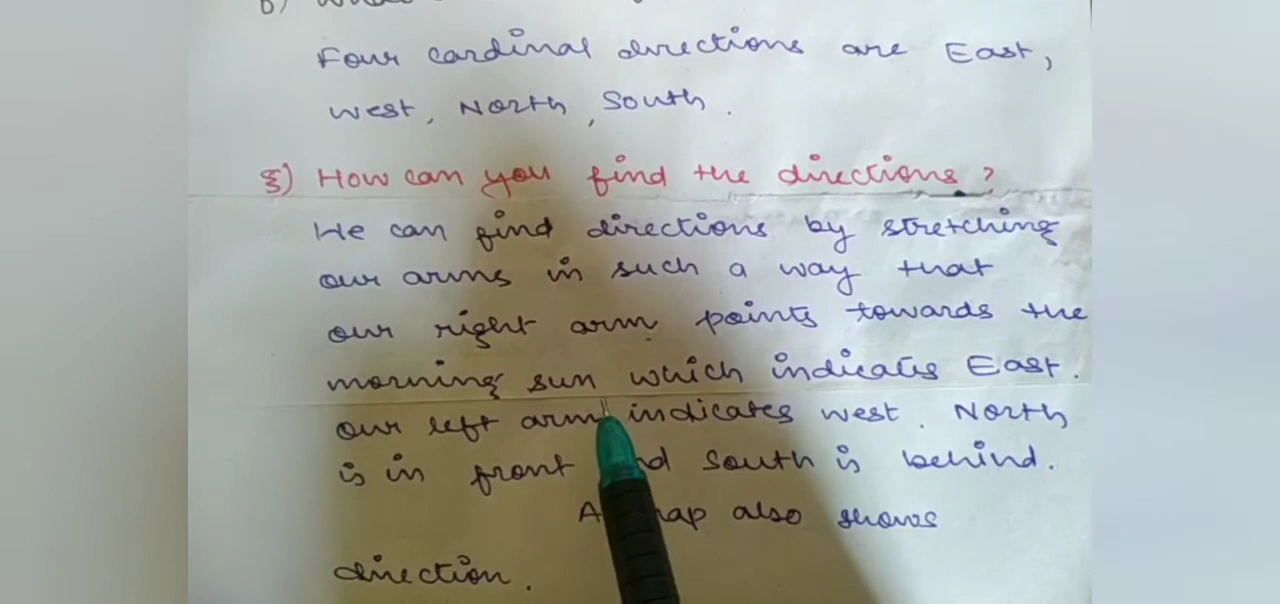 Four cardinal directions are East,
West, North, South.
g) How can you find the directions?
We can find directions by stretching
our arms in such a way that
our right arm points towards the
morning sun which indicates East.
our left arm indicates west. North
is in front South is behind.
A also shows
direction.